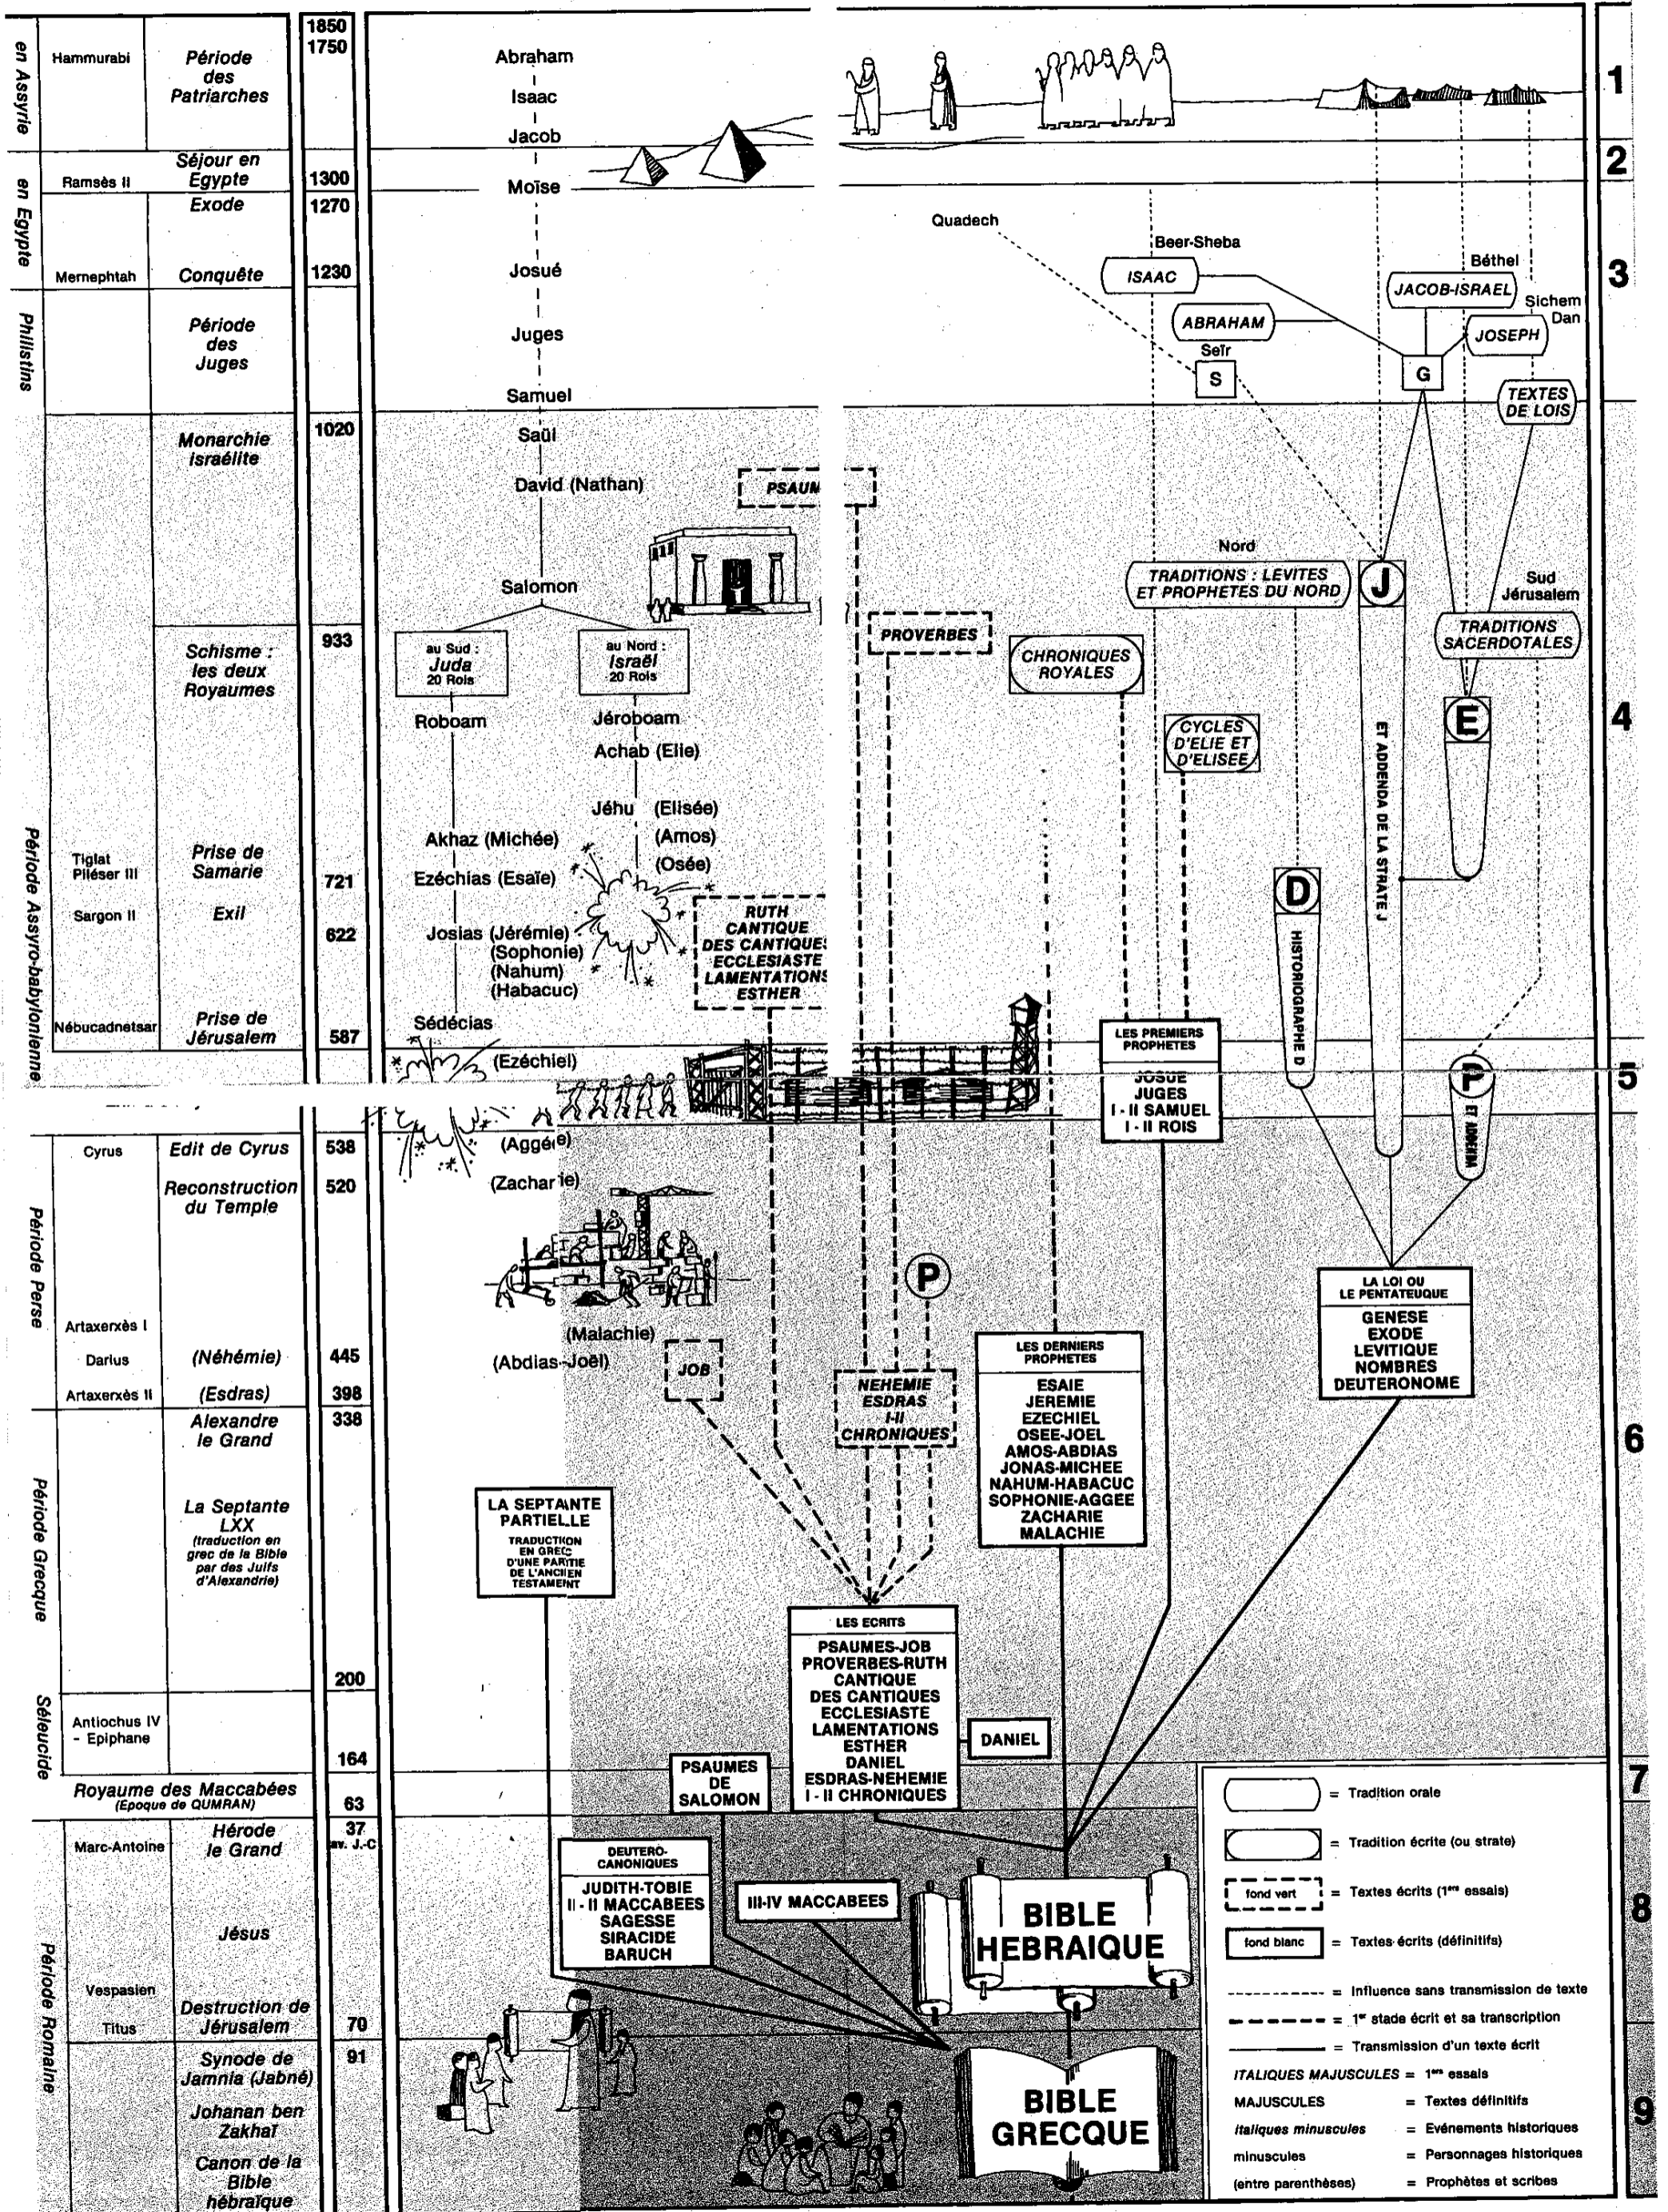 en Assyrie
en Egypte
Philistins
Période Assyro-babylonienne
Période Perse
Période Grecque
Séleucide
Période Romaine
Hammurabi
Ramsès II
Mernephtah
Tiglat
Piléser III
Sargon II
Nébucadnetsar
Cyrus
Artaxerxès I
Darius
Artaxerxès II
Antiochus IV
- Epiphane
Marc-Antoine
Vespasien
Titus
Période
des
Patriarches
Séjour en
Egypte
Exode
Conquête
Période
des
Juges
Monarchie
israélite
Schisme :
les deux
Royaumes
Prise de
Samarie
Exil
Prise de
Jérusalem
Edit de Cyrus
Reconstruction
du Temple
(Néhémie)
(Esdras)
Alexandre
le Grand
La Septante
LXX
(traduction en
grec de la Bible
par des Juifs
d'Alexandrie)
Royaume des Maccabées
(Epoque de QUMRAN)
Hérode
le Grand
Jésus
Destruction de
Jérusalem
Synode de
Jamnia (Jabné)
Johanan ben
Zakhaï
Canon de la
Bible
hébraïque
1850
1750
1300
1270
1230
1020
933
721
622
587
538
520
445
398
338
200
164
63
37
av. J.-C
70
91
Abraham
Isaac
Jacob
Moïse
Josué
Juges
Samuel
Saül
David (Nathan)
Salomon
au Sud :
Juda
20 Rois
au Nord :
Israël
20 Rois
Roboam
Jéroboam
Achab (Elie)
Jéhu (Elisée)
Akhaz (Michée)
(Amos)
(Osée)
Ezéchias (Esaïe)
Josias (Jérémie)
(Sophonie)
(Nahum)
(Habacuc)
Sédécias
(Ezéchiel)
(Aggée)
(Zacharie)
(Malachie)
(Abdias-Joël)
PSAUM
PROVERBES
RUTH
CANTIQUE
DES CANTIQUES
ECCLESIASTE
LAMENTATIONS
ESTHER
JOB
P
NEHEMIE
ESDRAS
I-II
CHRONIQUES
Quadech
Beer-Sheba
ISAAC
ABRAHAM
Seïr
S
Béthel
JACOB-ISRAEL
Sichem
Dan
JOSEPH
G
TEXTES
DE LOIS
Nord
TRADITIONS : LEVITES
ET PROPHETES DU NORD
J
ET ADDENDA DE LA STRATE J
Sud
Jérusalem
TRADITIONS
SACERDOTALES
CHRONIQUES
ROYALES
CYCLES
D'ELIE ET
D'ELISEE
E
D
HISTORIOGRAPHE D
P
ET ADDENDA
LES PREMIERS
PROPHETES
JOSUE
JUGES
I - II SAMUEL
I - II ROIS
LA LOI OU
LE PENTATEUQUE
GENESE
EXODE
LEVITIQUE
NOMBRES
DEUTERONOME
LES DERNIERS
PROPHETES
ESAIE
JEREMIE
EZECHIEL
OSEE-JOEL
AMOS-ABDIAS
JONAS-MICHEE
NAHUM-HABACUC
SOPHONIE-AGGEE
ZACHARIE
MALACHIE
LA SEPTANTE
PARTIELLE
TRADUCTION
EN GREC
D'UNE PARTIE
DE L'ANCIEN
TESTAMENT
LES ECRITS
PSAUMES-JOB
PROVERBES-RUTH
CANTIQUE
DES CANTIQUES
ECCLESIASTE
LAMENTATIONS
ESTHER
DANIEL
ESDRAS-NEHEMIE
I - II CHRONIQUES
DANIEL
PSAUMES
DE
SALOMON
DEUTERO-
CANONIQUES
JUDITH-TOBIE
II - II MACCABEES
SAGESSE
SIRACIDE
BARUCH
III-IV MACCABEES
BIBLE
HEBRAIQUE
BIBLE
GRECQUE
= Tradition orale
= Tradition écrite (ou strate)
fond vert = Textes écrits (1ers essais)
fond blanc = Textes écrits (définitifs)
= Influence sans transmission de texte
= 1er stade écrit et sa transcription
= Transmission d'un texte écrit
ITALIQUES MAJUSCULES = 1ers essais
MAJUSCULES = Textes définitifs
Italiques minuscules = Evénements historiques
minuscules = Personnages historiques
(entre parenthèses) = Prophètes et scribes
1
2
3
4
5
6
7
8
9